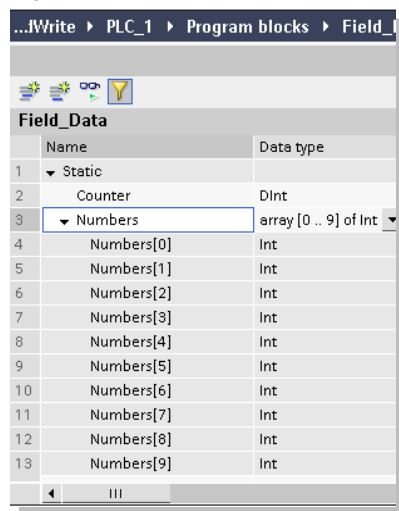 ...JWrite ▸ PLC_1 ▸ Program blocks ▸ Field_
Field_Data
Name Data type
1 Static
2 Counter DInt
3 Numbers array [0 .. 9] of Int
4 Numbers[0] Int
5 Numbers[1] Int
6 Numbers[2] Int
7 Numbers[3] Int
8 Numbers[4] Int
9 Numbers[5] Int
10 Numbers[6] Int
11 Numbers[7] Int
12 Numbers[8] Int
13 Numbers[9] Int